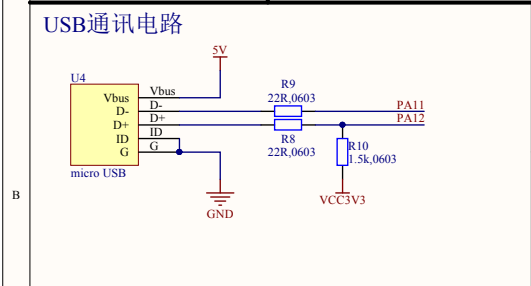 USB通讯电路
5V
U4
Vbus
Vbus
D-
D-
D+
D+
ID
ID
G
G
micro USB
R9
22R,0603
PA11
PA12
R8
22R,0603
R10
1.5k,0603
VCC3V3
GND
B